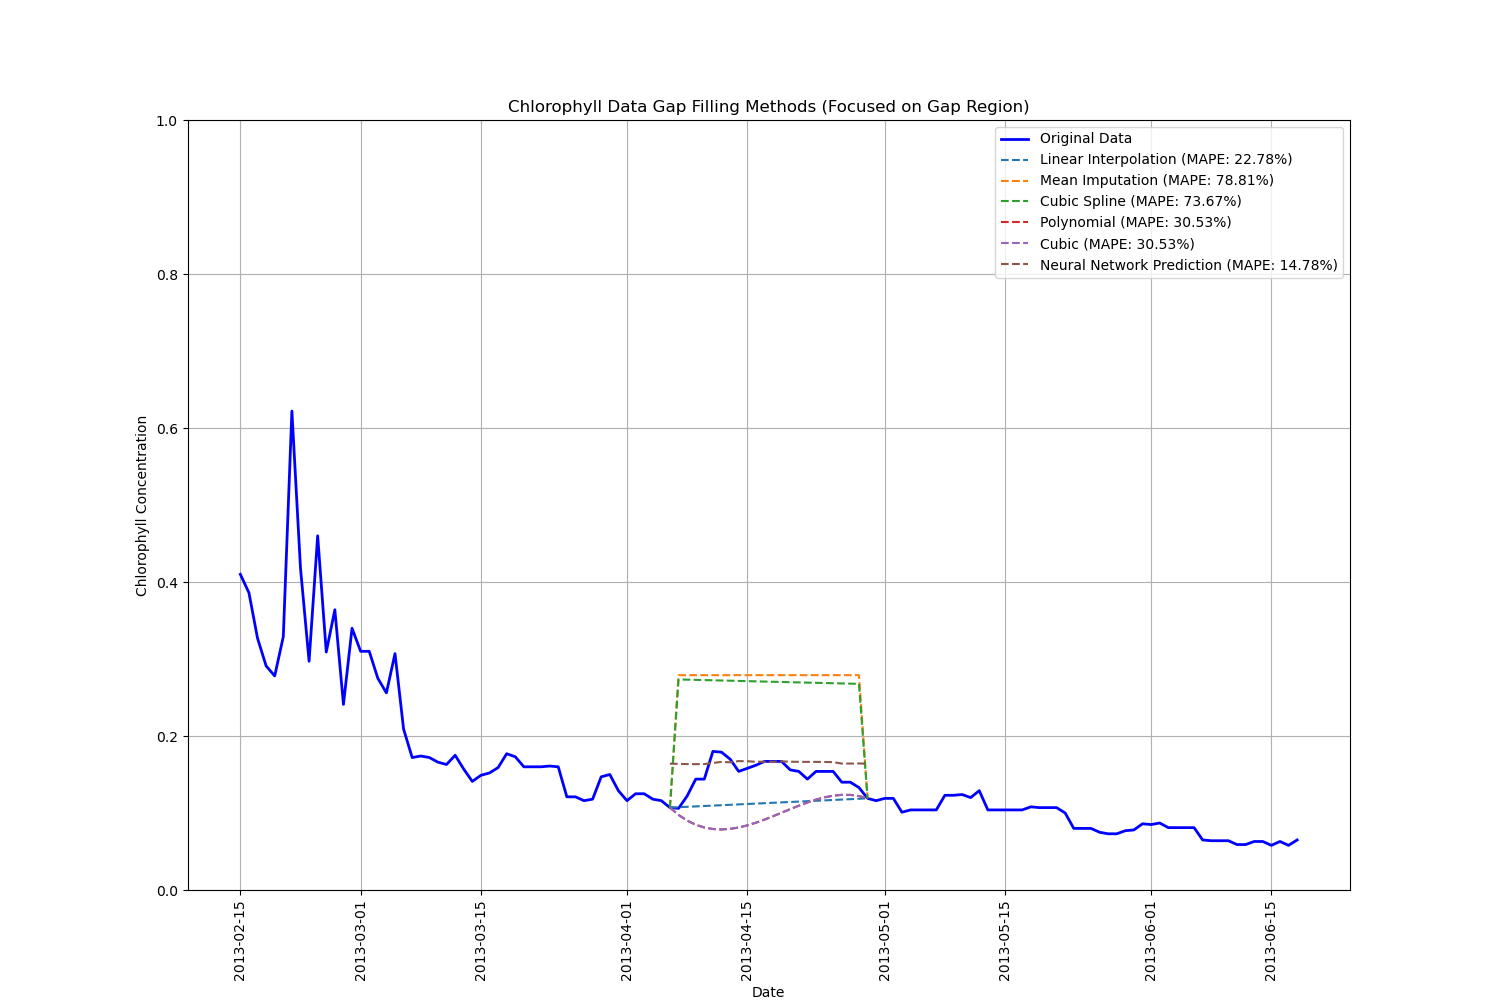 Chlorophyll Data Gap Filling Methods (Focused on Gap Region)
1.0
0.8
0.6
0.4
0.2
0.0
Chlorophyll Concentration
Original Data
Linear Interpolation (MAPE: 22.78%)
Mean Imputation (MAPE: 78.81%)
Cubic Spline (MAPE: 73.67%)
Polynomial (MAPE: 30.53%)
Cubic (MAPE: 30.53%)
Neural Network Prediction (MAPE: 14.78%)
2013-02-15
2013-03-01
2013-03-15
2013-04-01
2013-04-15
2013-05-01
2013-05-15
2013-06-01
2013-06-15
Date